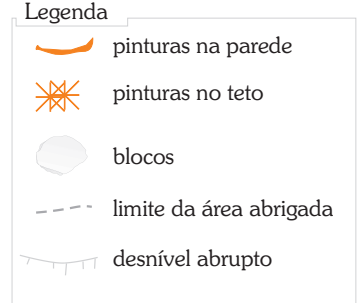 Legenda
pinturas na parede
pinturas no teto
blocos
limite da área abrigada
desnível abrupto